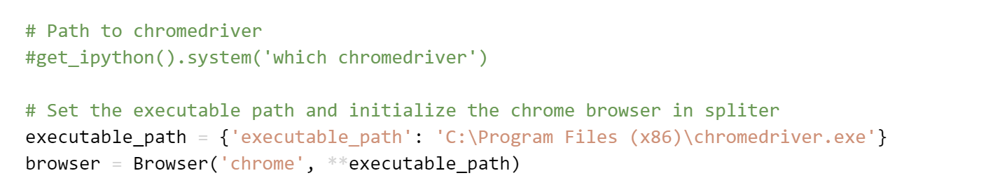 # Path to chromedriver
#get_ipython().system('which chromedriver')
# Set the executable path and initialize the chrome browser in spliter
executable_path = {'executable_path': 'C:\Program Files (x86)\chromedriver.exe'}
browser = Browser('chrome', **executable_path)